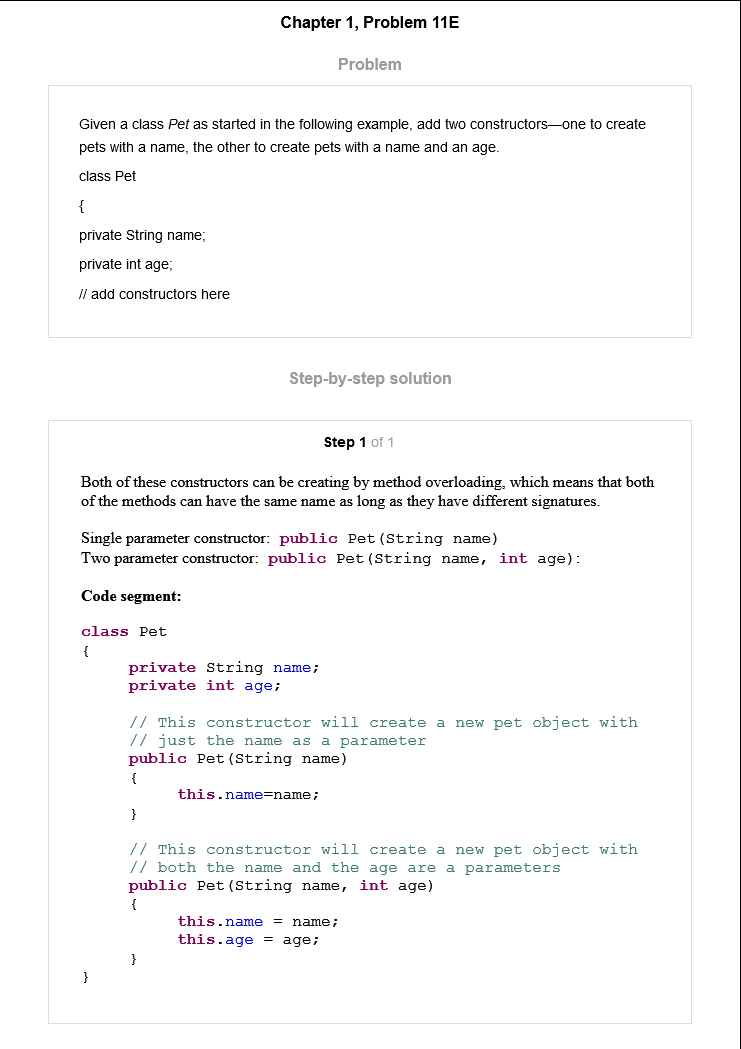 Chapter 1, Problem 11E
Problem
Given a class Pet as started in the following example, add two constructors—one to create
pets with a name, the other to create pets with a name and an age.
class Pet
{
private String name;
private int age;
// add constructors here
Step-by-step solution
Step 1 of 1
Both of these constructors can be creating by method overloading, which means that both
of the methods can have the same name as long as they have different signatures.
Single parameter constructor: public Pet(String name)
Two parameter constructor: public Pet(String name, int age):
Code segment:
class Pet
{
private String name;
private int age;
// This constructor will create a new pet object with
// just the name as a parameter
public Pet(String name)
{
this.name=name;
}
// This constructor will create a new pet object with
// both the name and the age are a parameters
public Pet(String name, int age)
{
this.name = name;
this.age = age;
}
}